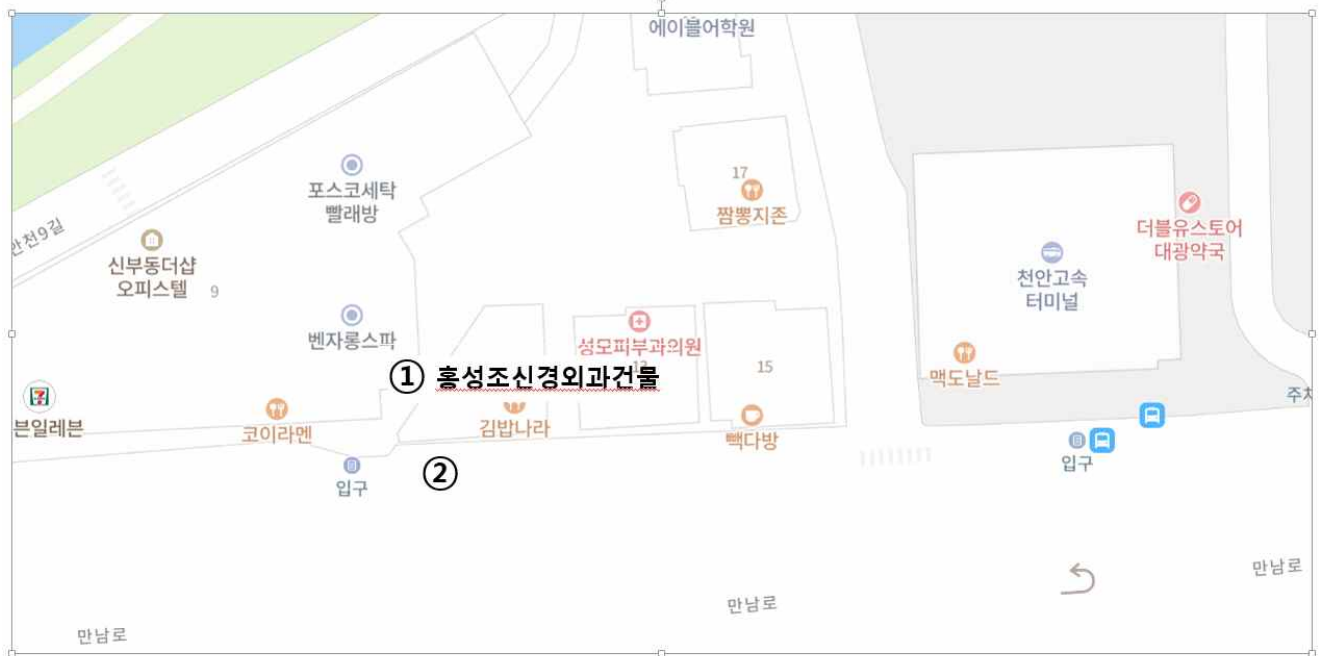 에이블어학원
17
짬뽕지존
포스코세탁
빨래방
더블유스토어
대광약국
안천9길
신부동더샵
오피스텔 9
천안고속
터미널
벤자롱스파
성모피부과의원
13
15
① 홍성조신경외과건물
맥도날드
주차
븐일레븐
코이라멘
김밥나라
빽다방
입구
②
입구
만남로
만남로
만남로